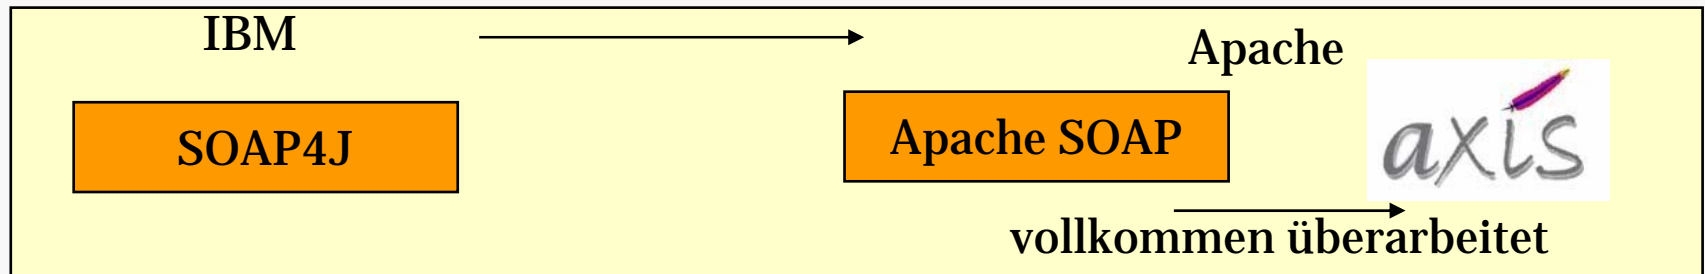 IBM
Apache
SOAP4J
Apache SOAP
axis
vollkommen überarbeitet